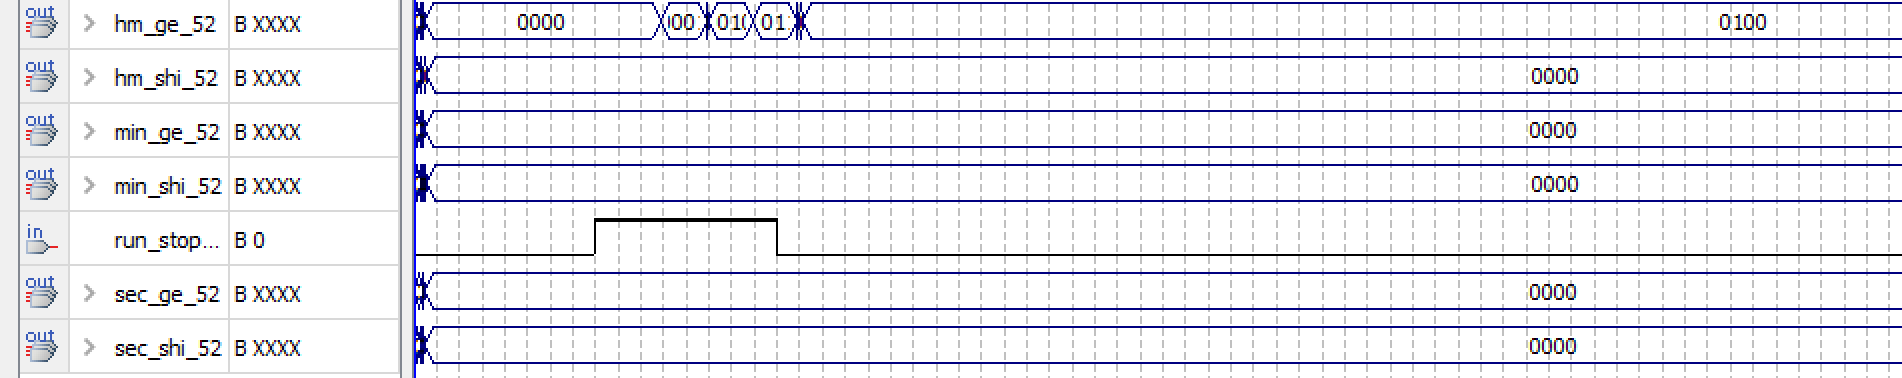 out hm_ge_52 B XXXX 0000 00 010 01 0100
out hm_shi_52 B XXXX 0000
out min_ge_52 B XXXX 0000
out min_shi_52 B XXXX 0000
in run_stop... B 0
out sec_ge_52 B XXXX 0000
out sec_shi_52 B XXXX 0000